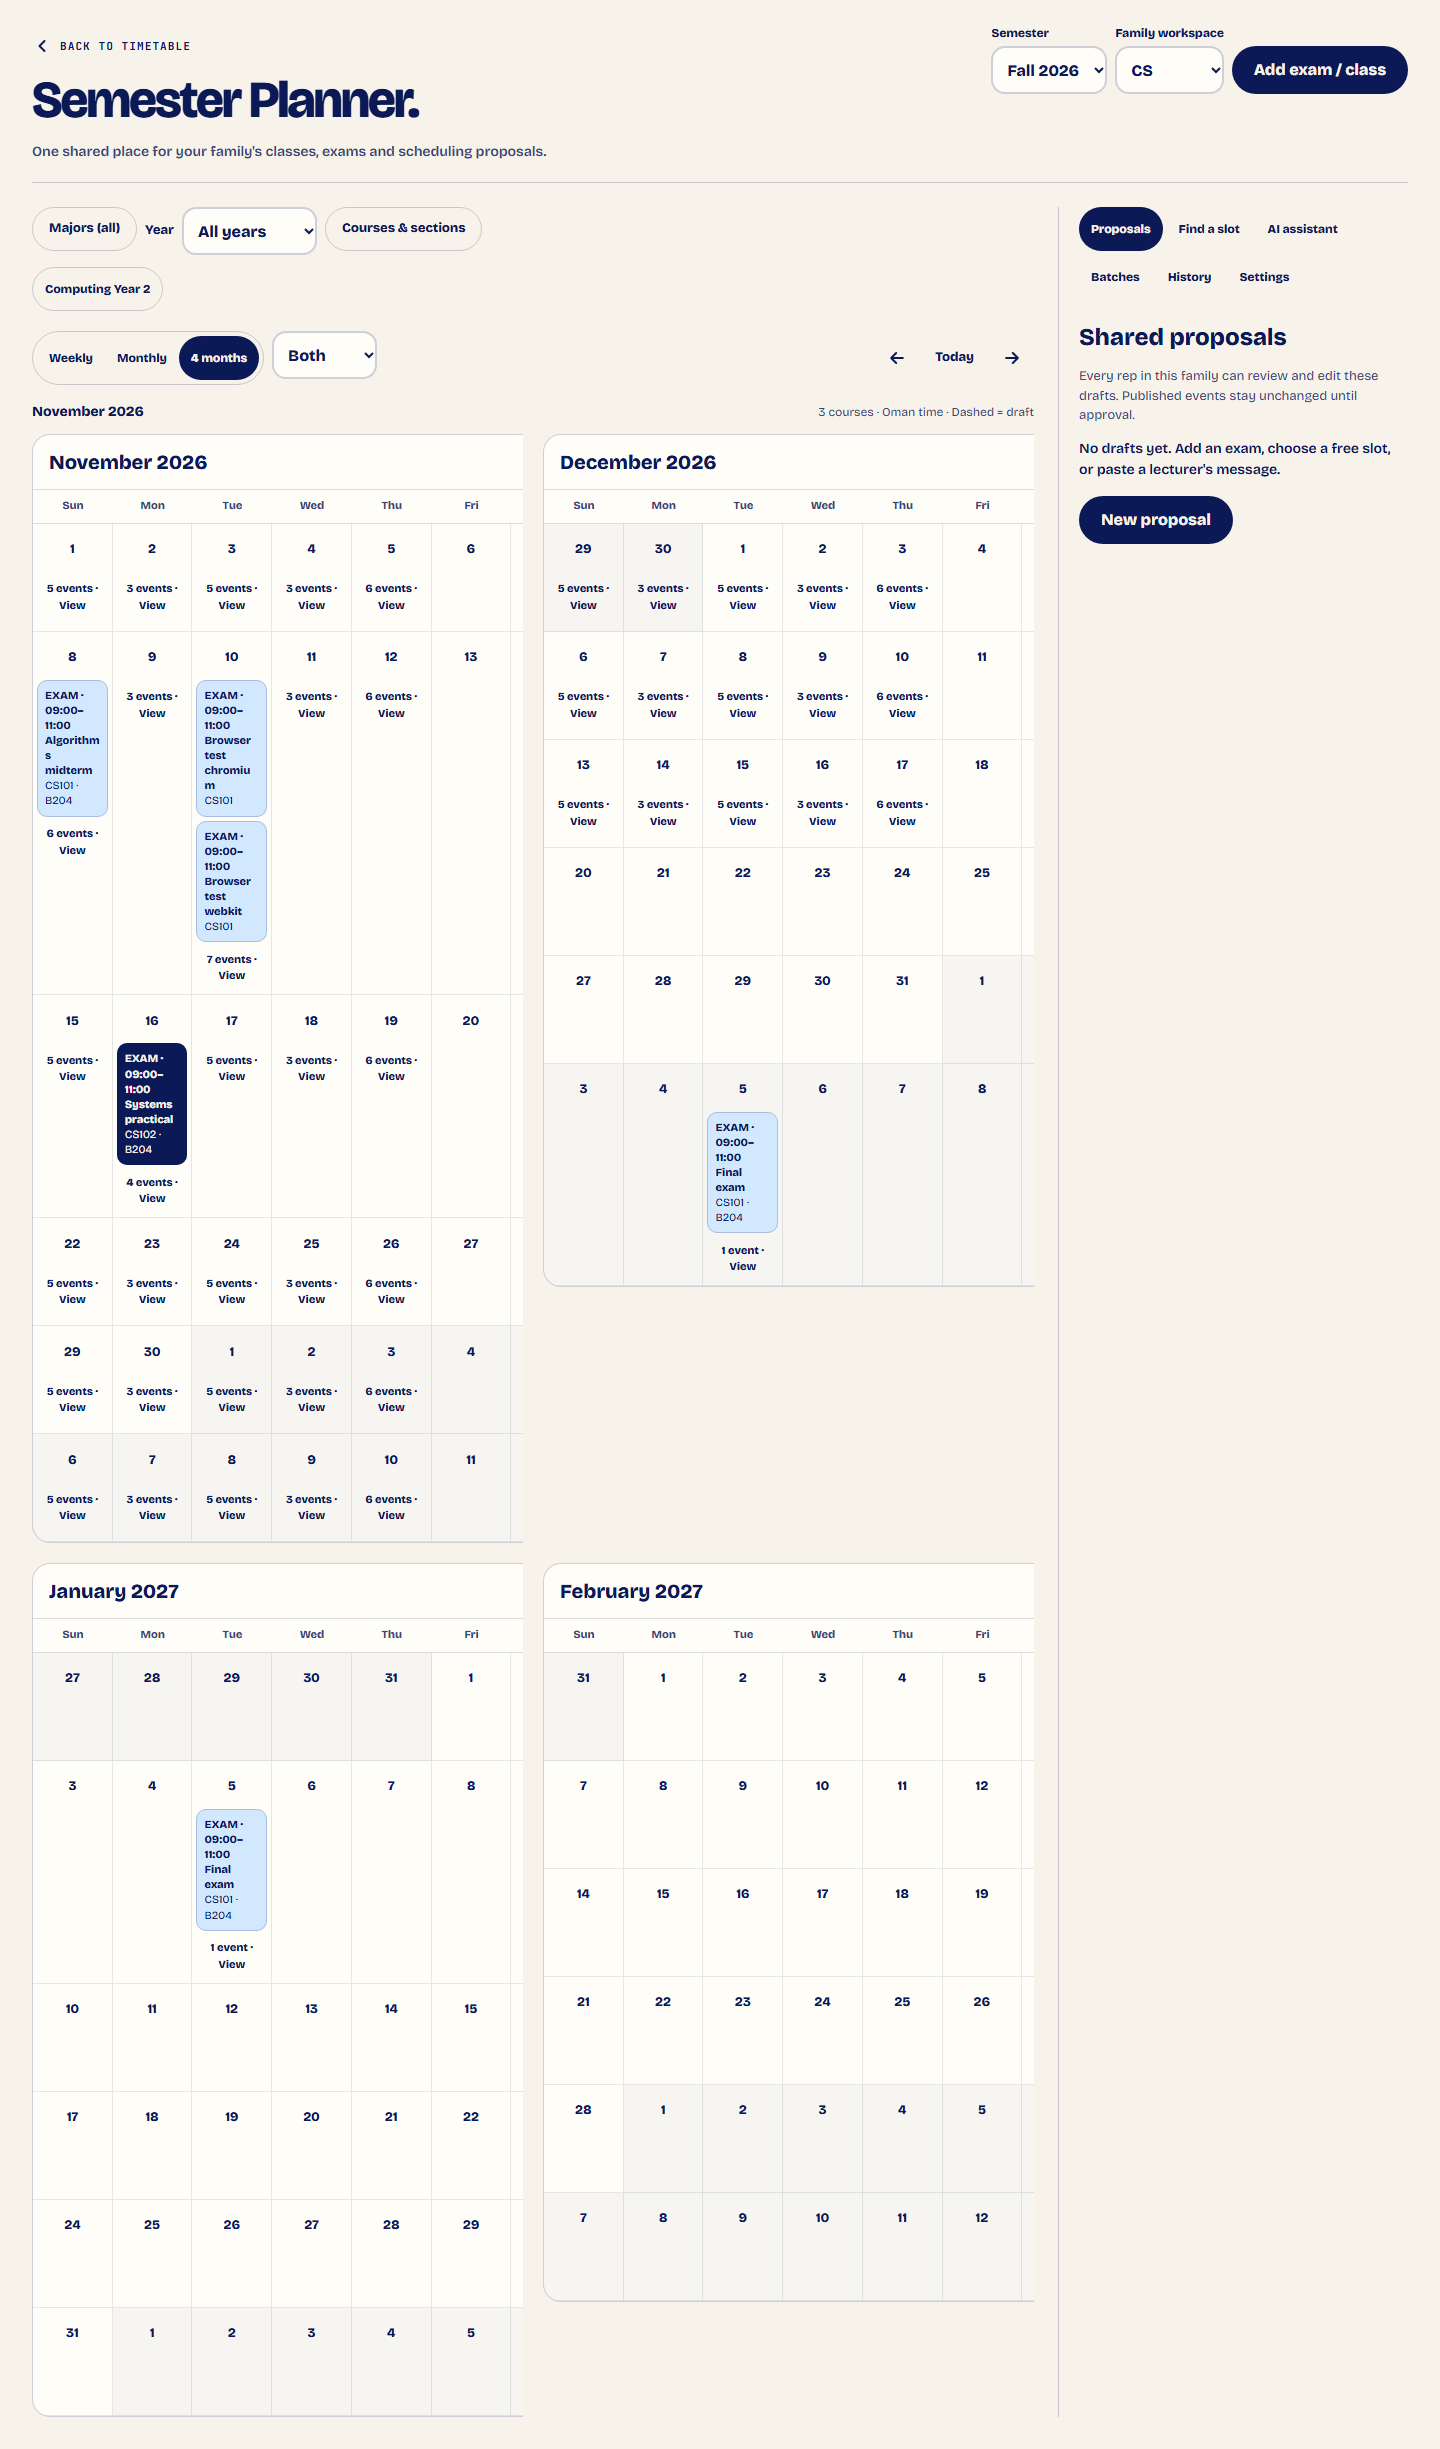 BACK TO TIMETABLE
Semester Planner.
One shared place for your family's classes, exams and scheduling proposals.
Semester
Fall 2026
Family workspace
CS
Add exam / class
Majors (all)
Year
All years
Courses & sections
Computing Year 2
Weekly
Monthly
4 months
Both
Today
November 2026
3 courses · Oman time · Dashed = draft
November 2026
Sun Mon Tue Wed Thu Fri
1 2 3 4 5 6
5 events · 3 events · 5 events · 3 events · 6 events ·
View View View View View
8 9 10 11 12 13
EXAM ·
09:00–
11:00
Algorithm
s
midterm
CS101 ·
B204
6 events ·
View
3 events ·
View
EXAM ·
09:00–
11:00
Browser
test
chromiu
m
CS101
EXAM ·
09:00–
11:00
Browser
test
webkit
CS101
7 events ·
View
3 events ·
View
6 events ·
View
15 16 17 18 19 20
5 events ·
View
EXAM ·
09:00–
11:00
Systems
practical
CS102 ·
B204
4 events ·
View
5 events ·
View
3 events ·
View
6 events ·
View
22 23 24 25 26 27
5 events · 3 events · 5 events · 3 events · 6 events ·
View View View View View
29 30 1 2 3 4
5 events · 3 events · 5 events · 3 events · 6 events ·
View View View View View
6 7 8 9 10 11
5 events · 3 events · 5 events · 3 events · 6 events ·
View View View View View
December 2026
Sun Mon Tue Wed Thu Fri
29 30 1 2 3 4
5 events · 3 events · 5 events · 3 events · 6 events ·
View View View View View
6 7 8 9 10 11
5 events · 3 events · 5 events · 3 events · 6 events ·
View View View View View
13 14 15 16 17 18
5 events · 3 events · 5 events · 3 events · 6 events ·
View View View View View
20 21 22 23 24 25
27 28 29 30 31 1
3 4 5 6 7 8
EXAM ·
09:00–
11:00
Final
exam
CS101 ·
B204
1 event ·
View
January 2027
Sun Mon Tue Wed Thu Fri
27 28 29 30 31 1
3 4 5 6 7 8
EXAM ·
09:00–
11:00
Final
exam
CS101 ·
B204
1 event ·
View
10 11 12 13 14 15
17 18 19 20 21 22
24 25 26 27 28 29
31 1 2 3 4 5
February 2027
Sun Mon Tue Wed Thu Fri
31 1 2 3 4 5
7 8 9 10 11 12
14 15 16 17 18 19
21 22 23 24 25 26
28 1 2 3 4 5
7 8 9 10 11 12
Proposals
Find a slot
AI assistant
Batches
History
Settings
Shared proposals
Every rep in this family can review and edit these
drafts. Published events stay unchanged until
approval.
No drafts yet. Add an exam, choose a free slot,
or paste a lecturer's message.
New proposal